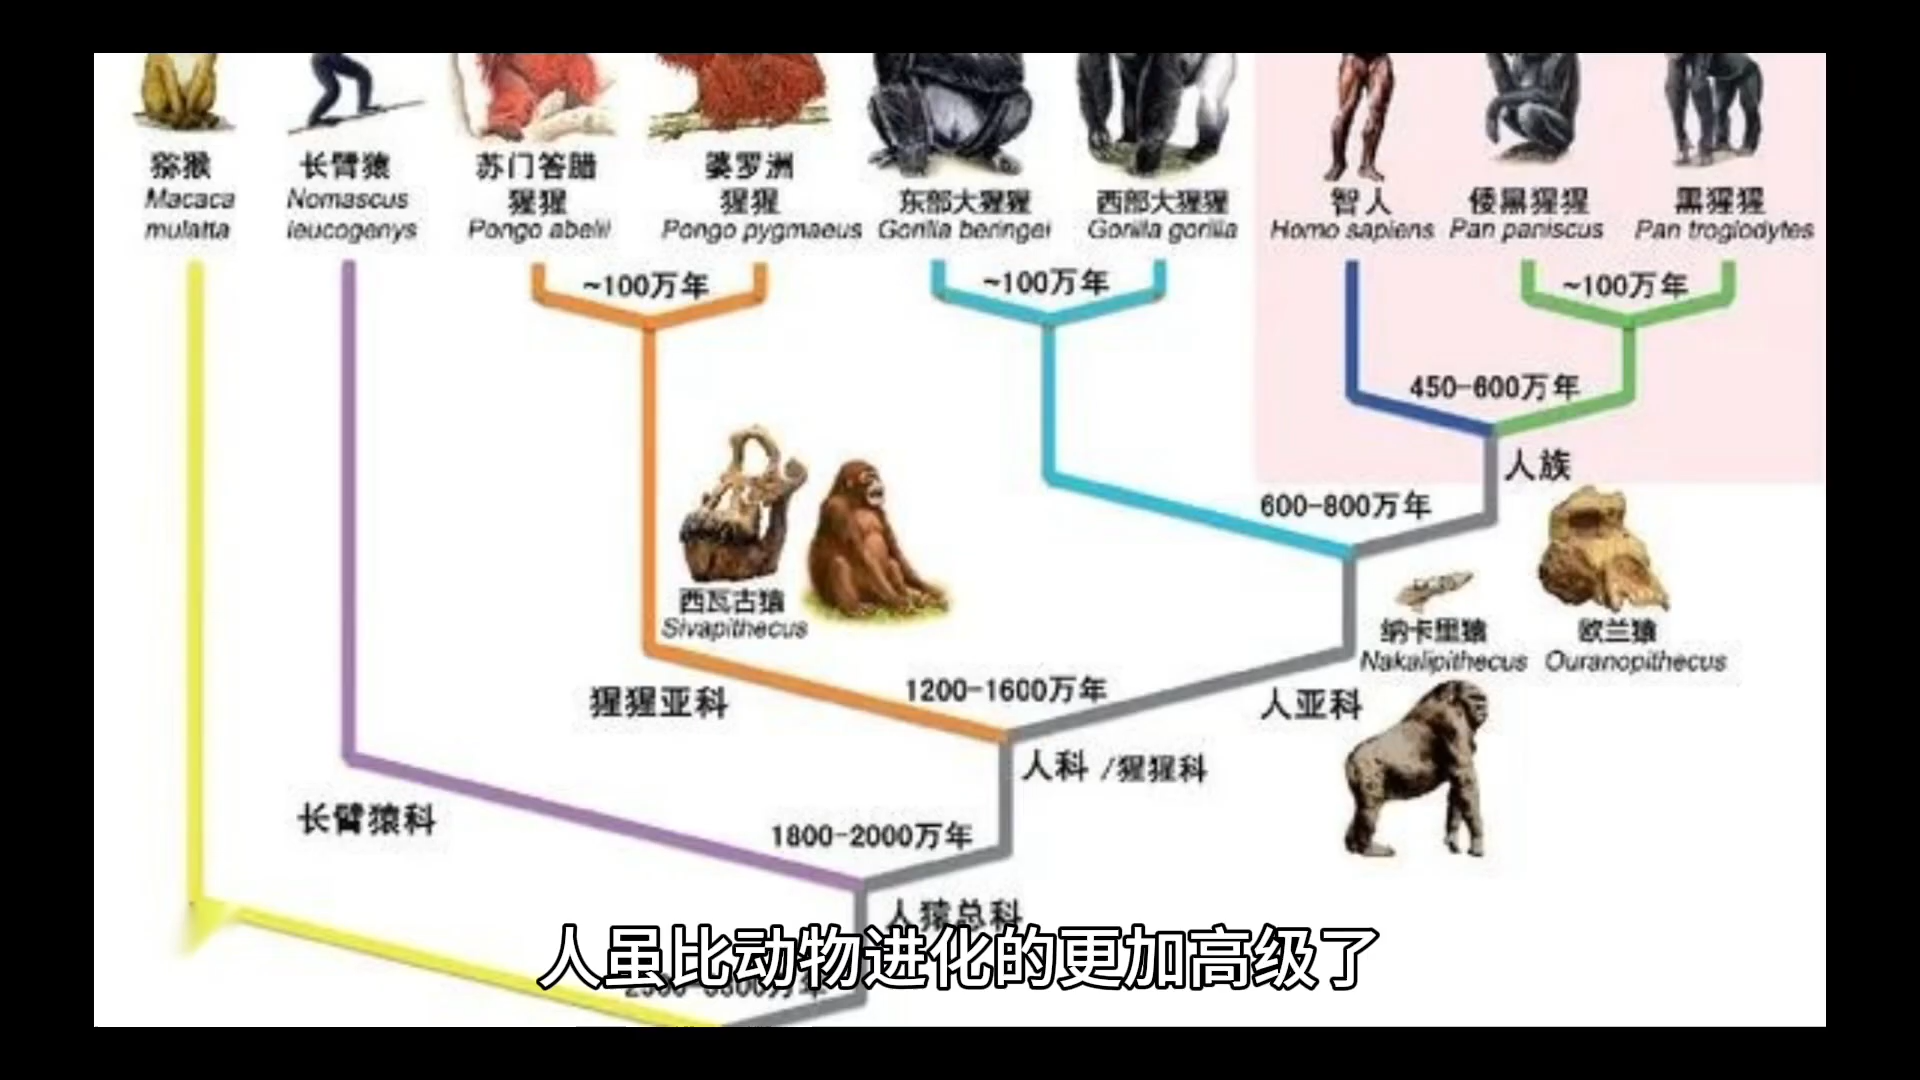 猕猴
Macaca
mulatta
长臂猿
Nomascus
leucogenys
苏门答腊
猩猩
Pongo abelii
婆罗洲
猩猩
Pongo pygmaeus
东部大猩猩
Gorilla beringei
西部大猩猩
Gorilla gorilla
智人
Homo sapiens
倭黑猩猩
Pan paniscus
黑猩猩
Pan troglodytes
~100万年
~100万年
~100万年
450-600万年
人族
600-800万年
西瓦古猿
Sivapithecus
纳卡里猿
Nakalipithecus
欧兰猿
Ouranopithecus
猩猩亚科
1200-1600万年
人亚科
人科 /猩猩科
长臂猿科
1800-2000万年
人猿总科
人虽比动物进化的更加高级了